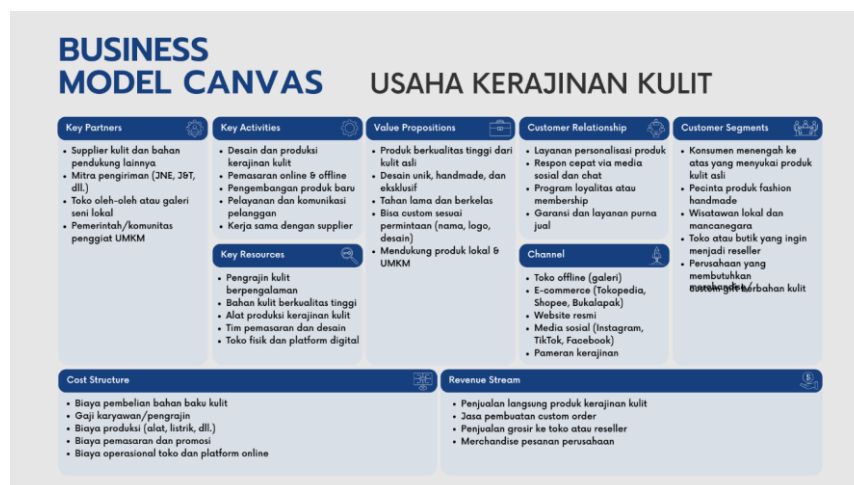 BUSINESS
MODEL CANVAS
USAHA KERAJINAN KULIT
Key Partners
• Supplier kulit dan bahan
pendukung lainnya
• Mitra pengiriman (JNE, J&T,
dll.)
• Toko oleh-oleh atau galeri
seni lokal
• Pemerintah/komunitas
penggiat UMKM
Key Activities
• Desain dan produksi
kerajinan kulit
• Pemasaran online & offline
• Pengembangan produk baru
• Pelayanan dan komunikasi
pelanggan
• Kerja sama dengan supplier
Key Resources
• Pengrajin kulit
berpengalaman
• Bahan kulit berkualitas tinggi
• Alat produksi kerajinan kulit
• Tim pemasaran dan desain
• Toko fisik dan platform digital
Value Propositions
• Produk berkualitas tinggi dari
kulit asli
• Desain unik, handmade, dan
eksklusif
• Tahan lama dan berkelas
• Bisa custom sesuai
permintaan (nama, logo,
desain)
• Mendukung produk lokal &
UMKM
Customer Relationship
• Layanan personalisasi produk
• Respon cepat via media
sosial dan chat
• Program loyalitas atau
membership
• Garansi dan layanan purna
jual
Channel
• Toko offline (galeri)
• E-commerce (Tokopedia,
Shopee, Bukalapak)
• Website resmi
• Media sosial (Instagram,
TikTok, Facebook)
• Pameran kerajinan
Customer Segments
• Konsumen menengah ke
atas yang menyukai produk
kulit asli
• Pecinta produk fashion
handmade
• Wisatawan lokal dan
mancanegara
• Toko atau butik yang ingin
menjadi reseller
• Perusahaan yang
membutuhkan
merchandise/
custom gift berbahan kulit
Cost Structure
• Biaya pembelian bahan baku kulit
• Gaji karyawan/pengrajin
• Biaya produksi (alat, listrik, dll.)
• Biaya pemasaran dan promosi
• Biaya operasional toko dan platform online
Revenue Stream
• Penjualan langsung produk kerajinan kulit
• Jasa pembuatan custom order
• Penjualan grosir ke toko atau reseller
• Merchandise pesanan perusahaan